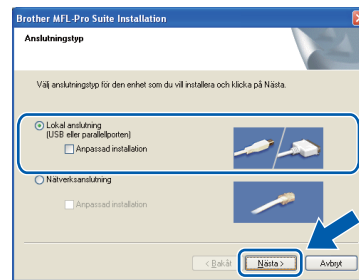 Brother MFL-Pro Suite Installation
Anslutningstyp
Välj anslutningstyp för den enhet som du vill installera och klicka på Nästa.
Lokal anslutning
(USB eller parallellporten)
Anpassad installation
Nätverksanslutning
Anpassad installation
< Bakåt
Nästa >
Avbryt